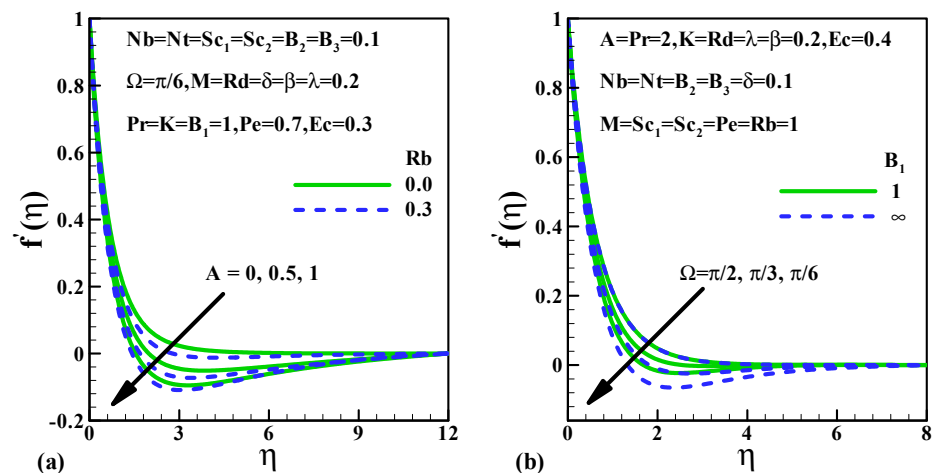 Nb=Nt=Sc₁=Sc₂=B₂=B₃=0.1
Ω=π/6,M=Rd=δ=β=λ=0.2
Pr=K=B₁=1,Pe=0.7,Ec=0.3
Rb
0.0
0.3
A = 0, 0.5, 1
f'(η)
1
0.8
0.6
0.4
0.2
0
-0.2
0 3 6 9 12
η
(a)
A=Pr=2,K=Rd=λ=β=0.2,Ec=0.4
Nb=Nt=B₂=B₃=δ=0.1
M=Sc₁=Sc₂=Pe=Rb=1
B₁
1
∞
Ω=π/2, π/3, π/6
f'(η)
1
0.8
0.6
0.4
0.2
0
0 2 4 6 8
η
(b)